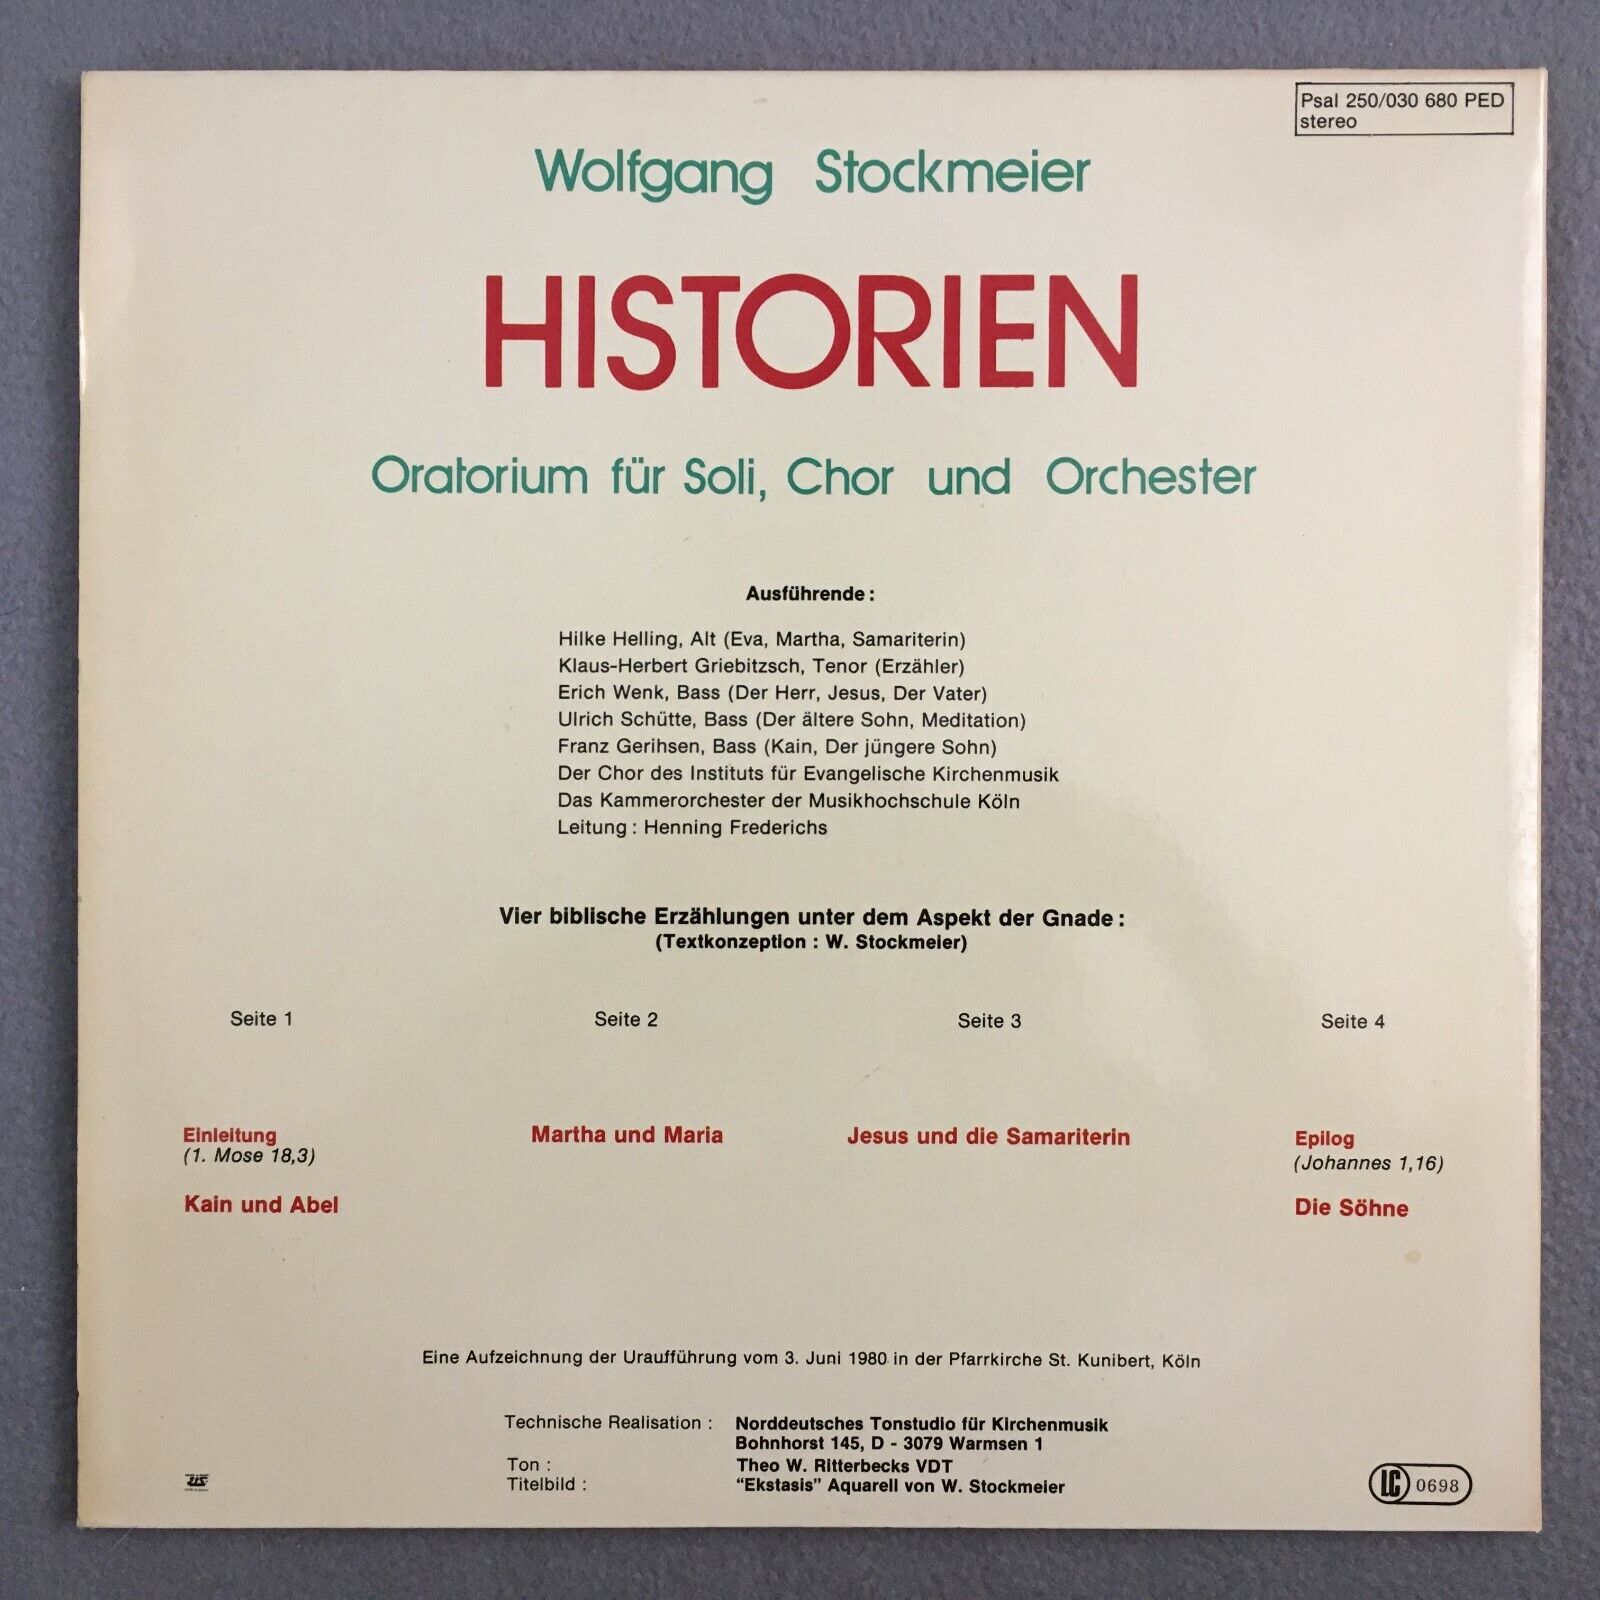 Psal 250/030 680 PED
stereo
Wolfgang Stockmeier
HISTORIEN
Oratorium für Soli, Chor und Orchester
Ausführende :
Hilke Helling, Alt (Eva, Martha, Samariterin)
Klaus-Herbert Griebitzsch, Tenor (Erzähler)
Erich Wenk, Bass (Der Herr, Jesus, Der Vater)
Ulrich Schütte, Bass (Der ältere Sohn, Meditation)
Franz Gerihsen, Bass (Kain, Der jüngere Sohn)
Der Chor des Instituts für Evangelische Kirchenmusik
Das Kammerorchester der Musikhochschule Köln
Leitung : Henning Frederichs
Vier biblische Erzählungen unter dem Aspekt der Gnade :
(Textkonzeption : W. Stockmeier)
Seite 1
Einleitung
(1. Mose 18,3)
Kain und Abel
Seite 2
Martha und Maria
Seite 3
Jesus und die Samariterin
Seite 4
Epilog
(Johannes 1,16)
Die Söhne
Eine Aufzeichnung der Uraufführung vom 3. Juni 1980 in der Pfarrkirche St. Kunibert, Köln
Technische Realisation : Norddeutsches Tonstudio für Kirchenmusik
Bohnhorst 145, D - 3079 Warmsen 1
Ton : Theo W. Ritterbecks VDT
Titelbild : "Ekstasis" Aquarell von W. Stockmeier
LC 0698